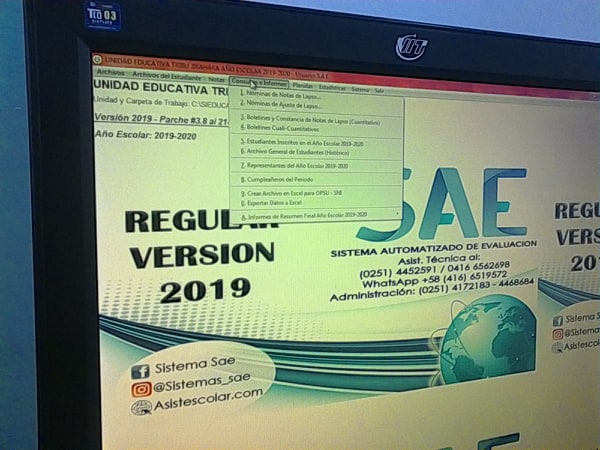 TCO 03
DISPLAYS
VIT
UNIDAD EDUCATIVA TRIBU JIRAHARA AÑO ESCOLAR 2019-2020 - Usuario: S.A.E.
Archivos Archivos del Estudiante Notas Consultas e Informes Planillas Estadísticas Sistema Salir
UNIDAD EDUCATIVA TRI
Unidad y Carpeta de Trabajo: C:\SIEDUCA
Versión 2019 - Parche #3.8 al 21-
Año Escolar: 2019-2020
1. Nóminas de Notas de Lapso...
2. Nóminas de Ajuste de Lapso...
3. Boletines y Constancia de Notas de Lapso (Cuantitativo)
4. Boletines Cuali-Cuantitativos
5. Estudiantes Inscritos en el Año Escolar 2019-2020
6. Archivo General de Estudiantes (Histórico)
7. Representantes del Año Escolar 2019-2020
8. Cumpleañeros del Periodo
9. Crear Archivo en Excel para OPSU - SNI
0. Exportar Datos a Excel
A. Informes de Resumen Final Año Escolar 2019-2020
REGULAR
VERSION
2019
SAE
SISTEMA AUTOMATIZADO DE EVALUACION
Asist. Técnica al:
(0251) 4452591 / 0416 6562698
WhatsApp +58 (416) 6519572
Administración: (0251) 4172183 - 4468684
Sistema Sae
@Sistemas_sae
Asistescolar.com
REGU
VERS
201
Sistema S
@Sistema
Asistesc